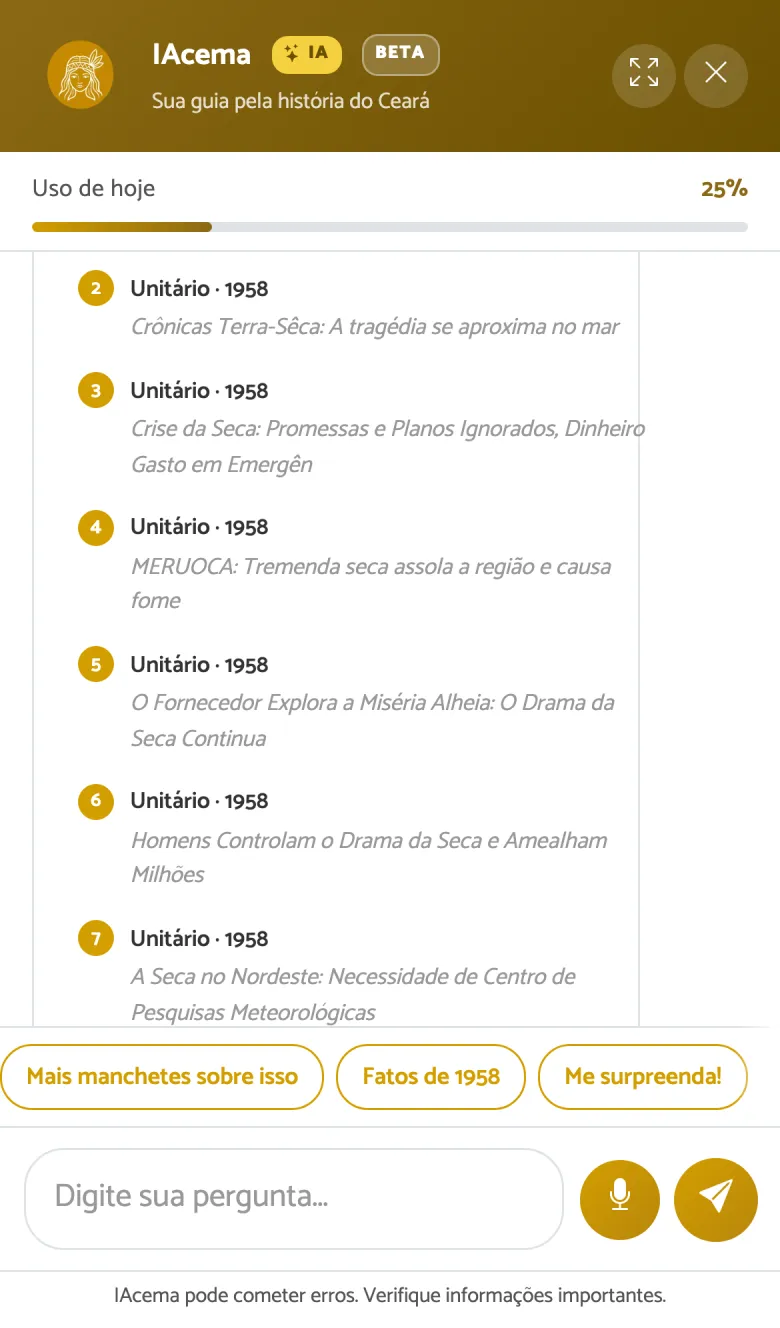 IAcema
IA
BETA
Sua guia pela história do Ceará
Uso de hoje
25%
2
Unitário · 1958
Crônicas Terra-Sêca: A tragédia se aproxima no mar
3
Unitário · 1958
Crise da Seca: Promessas e Planos Ignorados, Dinheiro
Gasto em Emergên
4
Unitário · 1958
MERUOCA: Tremenda seca assola a região e causa
fome
5
Unitário · 1958
O Fornecedor Explora a Miséria Alheia: O Drama da
Seca Continua
6
Unitário · 1958
Homens Controlam o Drama da Seca e Amealham
Milhões
7
Unitário · 1958
A Seca no Nordeste: Necessidade de Centro de
Pesquisas Meteorológicas
Mais manchetes sobre isso
Fatos de 1958
Me surpreenda!
Digite sua pergunta...
IAcema pode cometer erros. Verifique informações importantes.